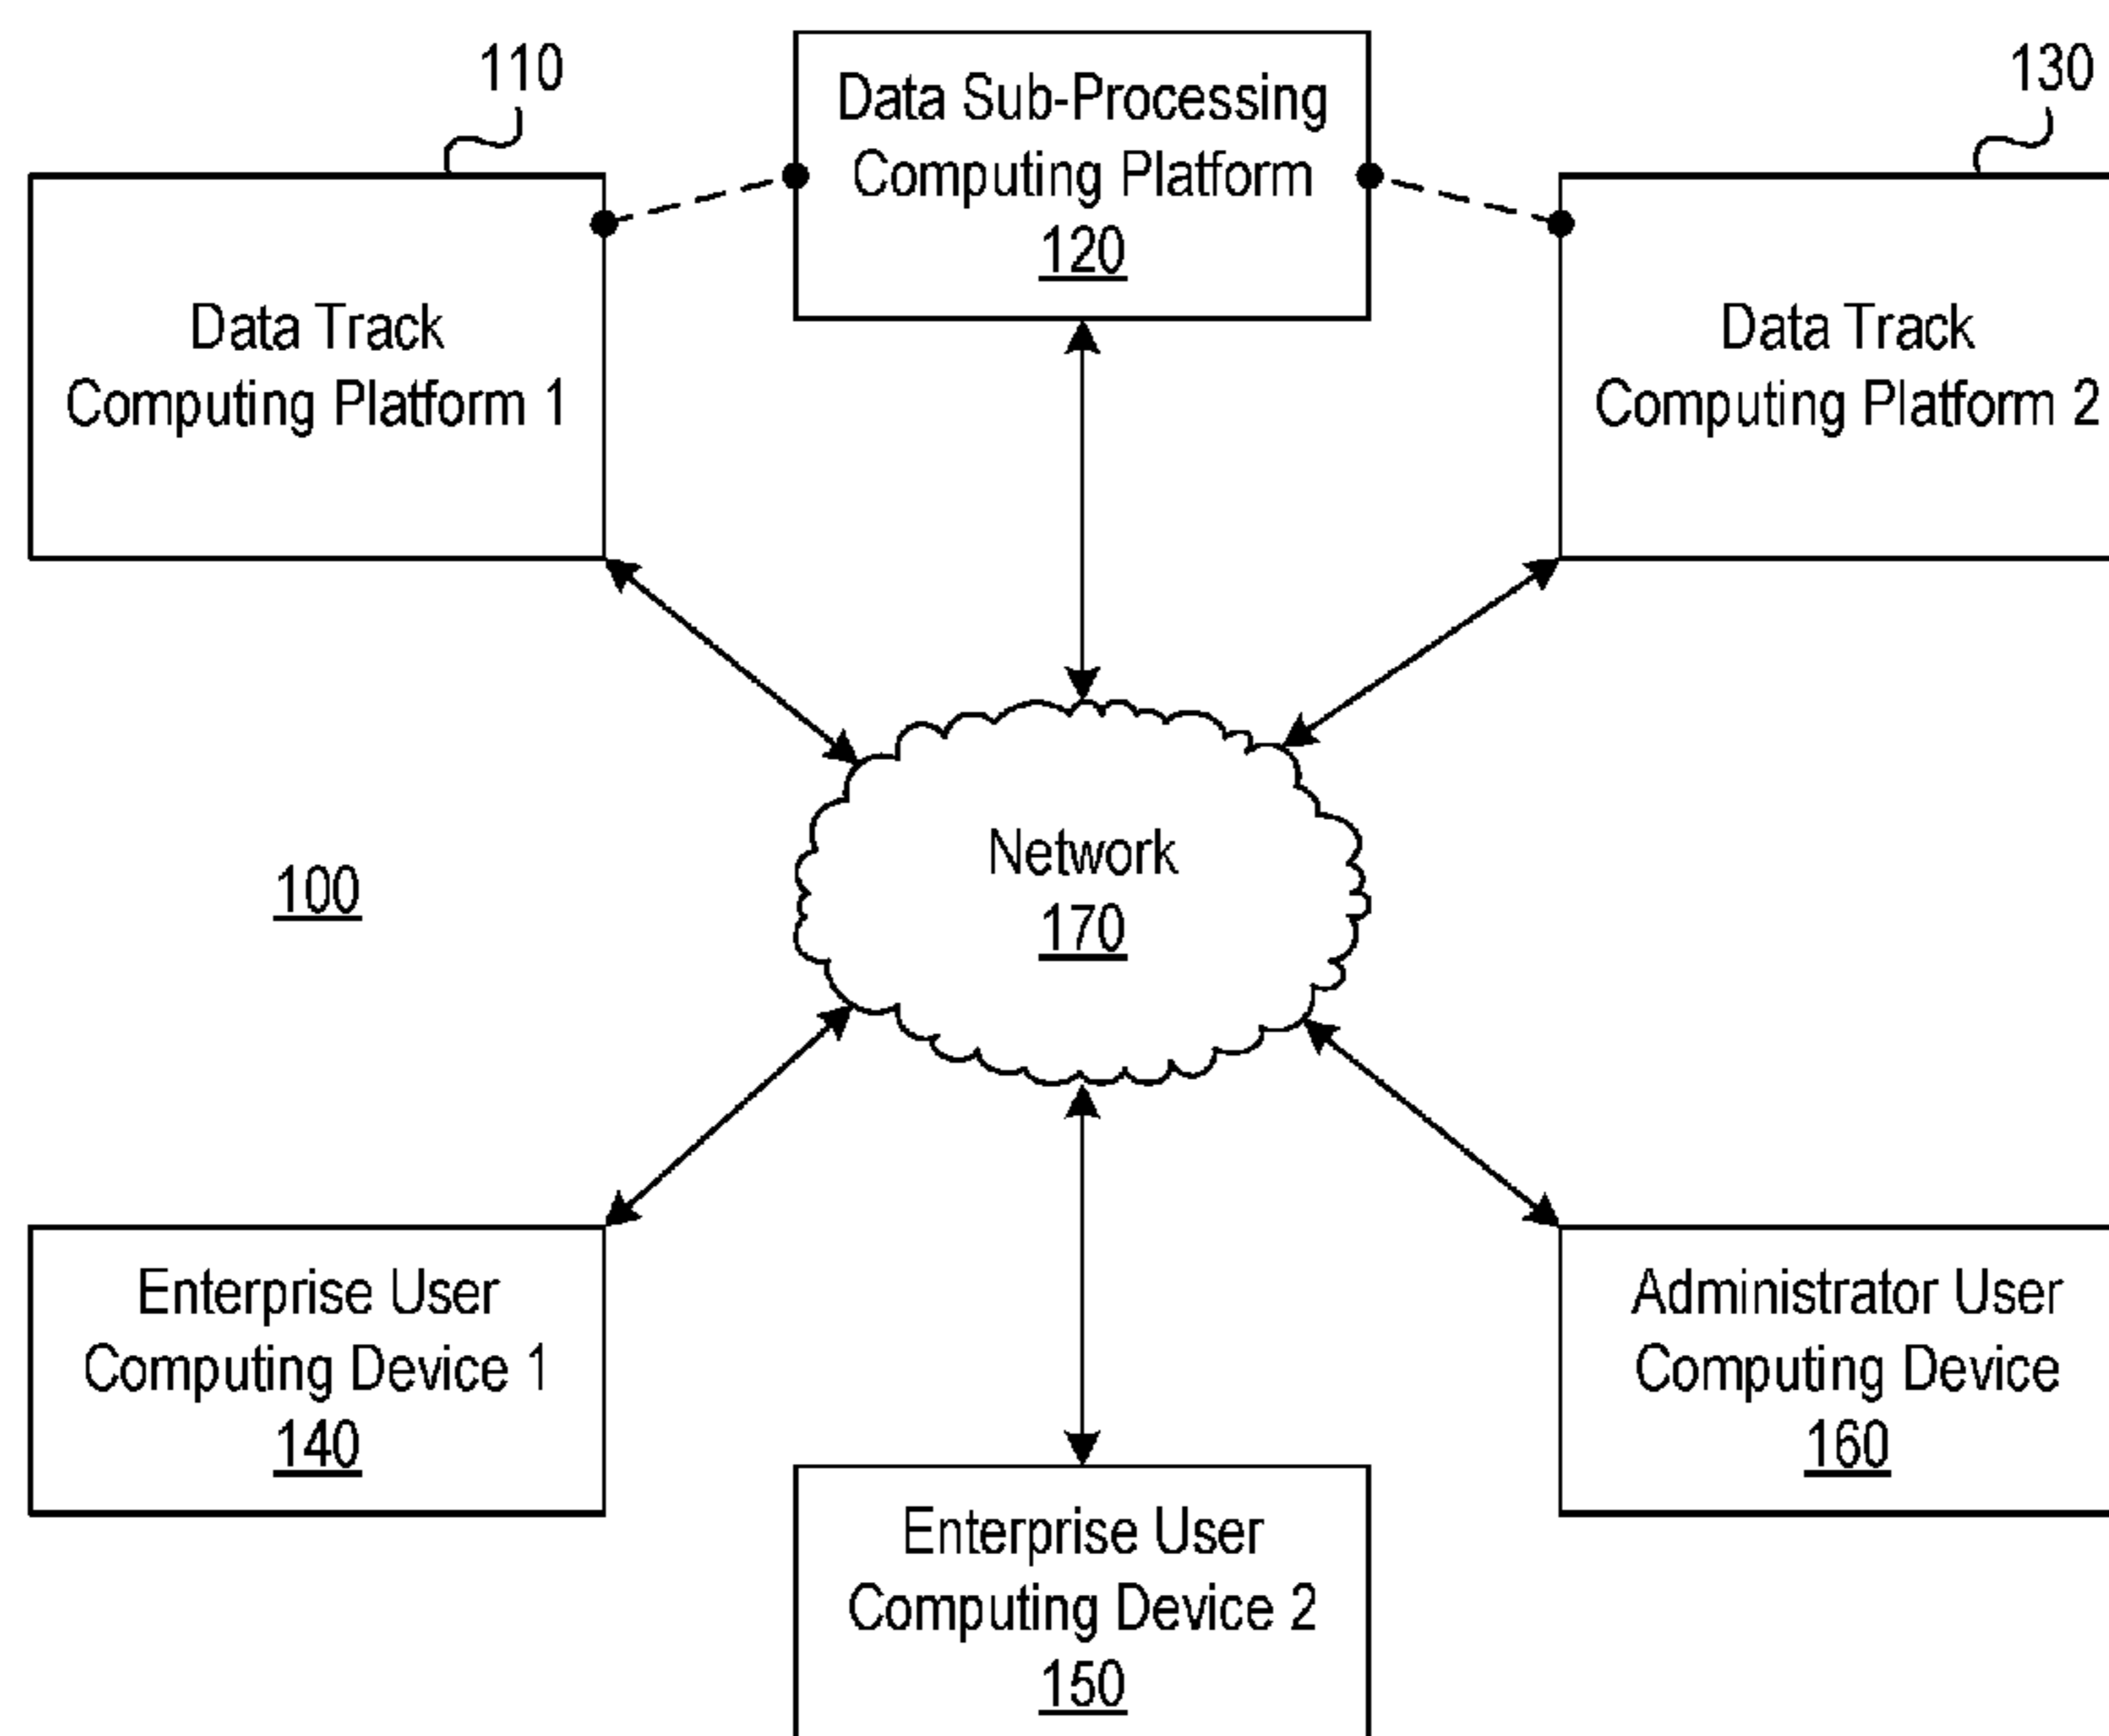 110
Data Sub-Processing
Computing Platform
120
130
Data Track
Computing Platform 1
Data Track
Computing Platform 2
100
Network
170
Enterprise User
Computing Device 1
140
Enterprise User
Computing Device 2
150
Administrator User
Computing Device
160